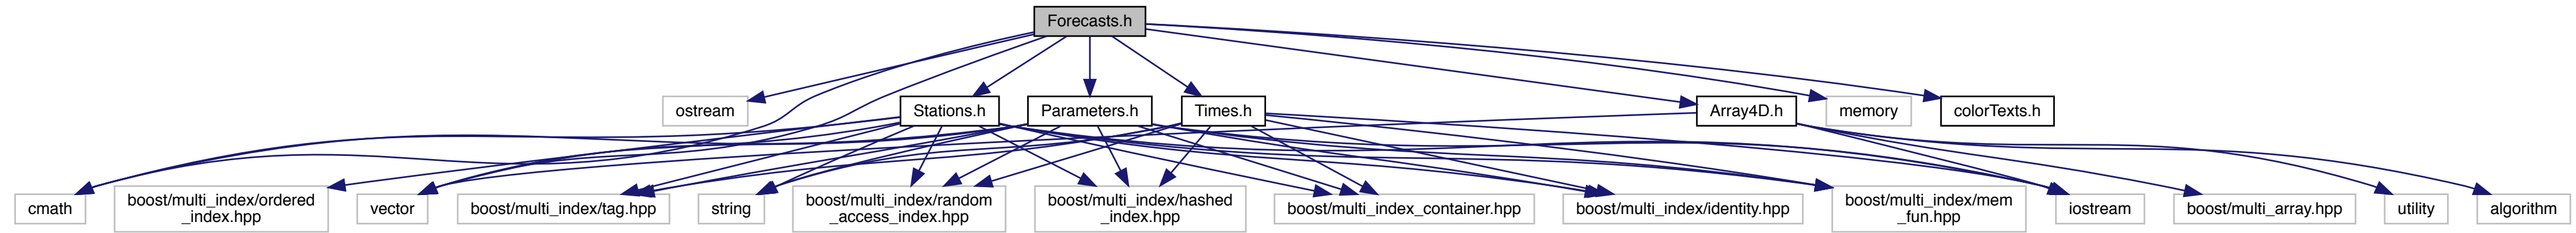 Forecasts.h
ostream
Stations.h
Parameters.h
Times.h
Array4D.h
memory
colorTexts.h
cmath
boost/multi_index/ordered
_index.hpp
vector
boost/multi_index/tag.hpp
string
boost/multi_index/random
_access_index.hpp
boost/multi_index/hashed
_index.hpp
boost/multi_index_container.hpp
boost/multi_index/identity.hpp
boost/multi_index/mem
_fun.hpp
iostream
boost/multi_array.hpp
utility
algorithm